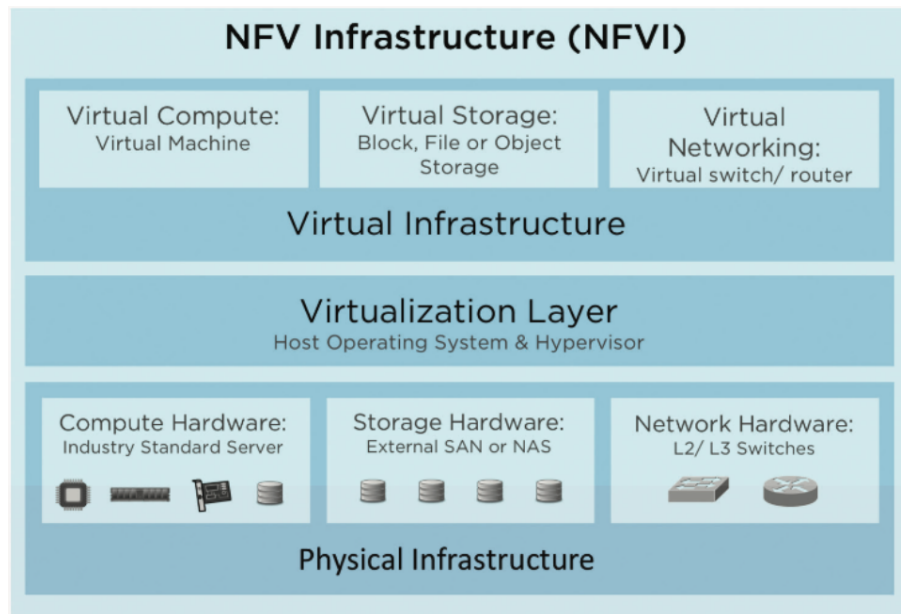 NFV Infrastructure (NFVI)
Virtual Compute:
Virtual Machine
Virtual Storage:
Block, File or Object
Storage
Virtual
Networking:
Virtual switch/ router
Virtual Infrastructure
Virtualization Layer
Host Operating System & Hypervisor
Compute Hardware:
Industry Standard Server
Storage Hardware:
External SAN or NAS
Network Hardware:
L2/ L3 Switches
Physical Infrastructure